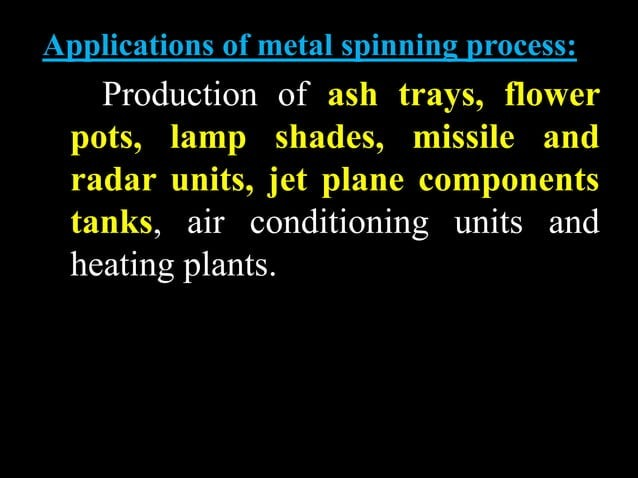 Applications of metal spinning process:
Production of ash trays, flower
pots, lamp shades, missile and
radar units, jet plane components
tanks, air conditioning units and
heating plants.